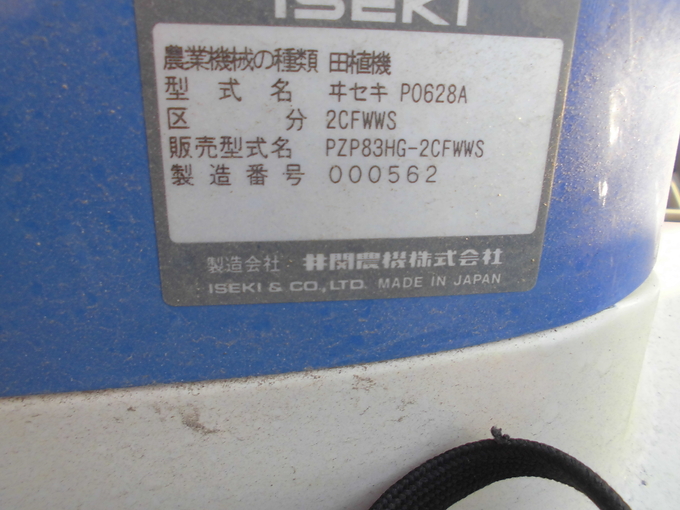 ISEKI
農業機械の種類 田植機
型式名 ヰセキ P0628A
区分 2CFWWS
販売型式名 PZP83HG-2CFWWS
製造番号 000562
製造会社 井関農機株式会社
ISEKI & CO.,LTD. MADE IN JAPAN